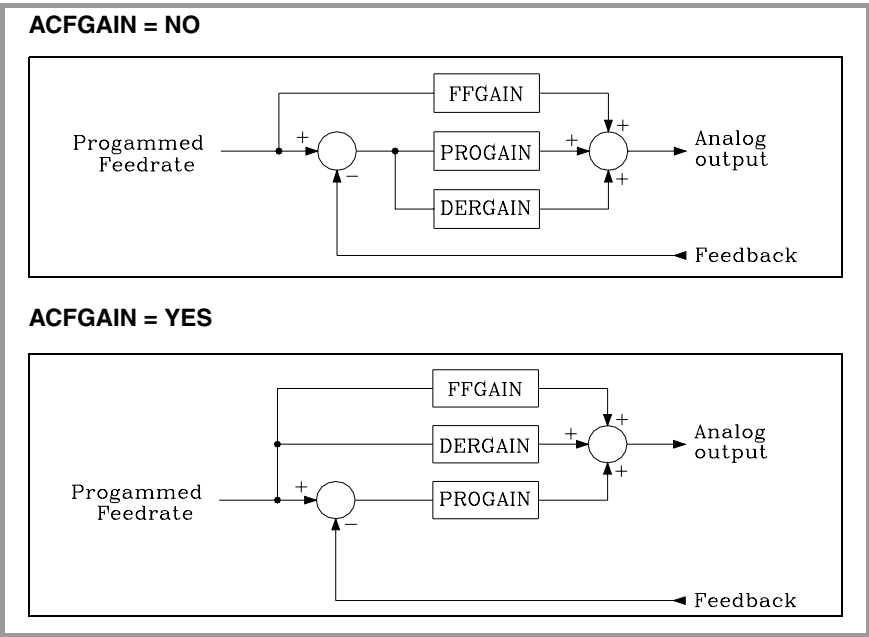 ACFGAIN = NO
FFGAIN
Progammed
Feedrate
+
−
PROGAIN
DERGAIN
+
+
+
Analog
output
Feedback
ACFGAIN = YES
FFGAIN
DERGAIN
Progammed
Feedrate
+
−
PROGAIN
+
+
+
Analog
output
Feedback